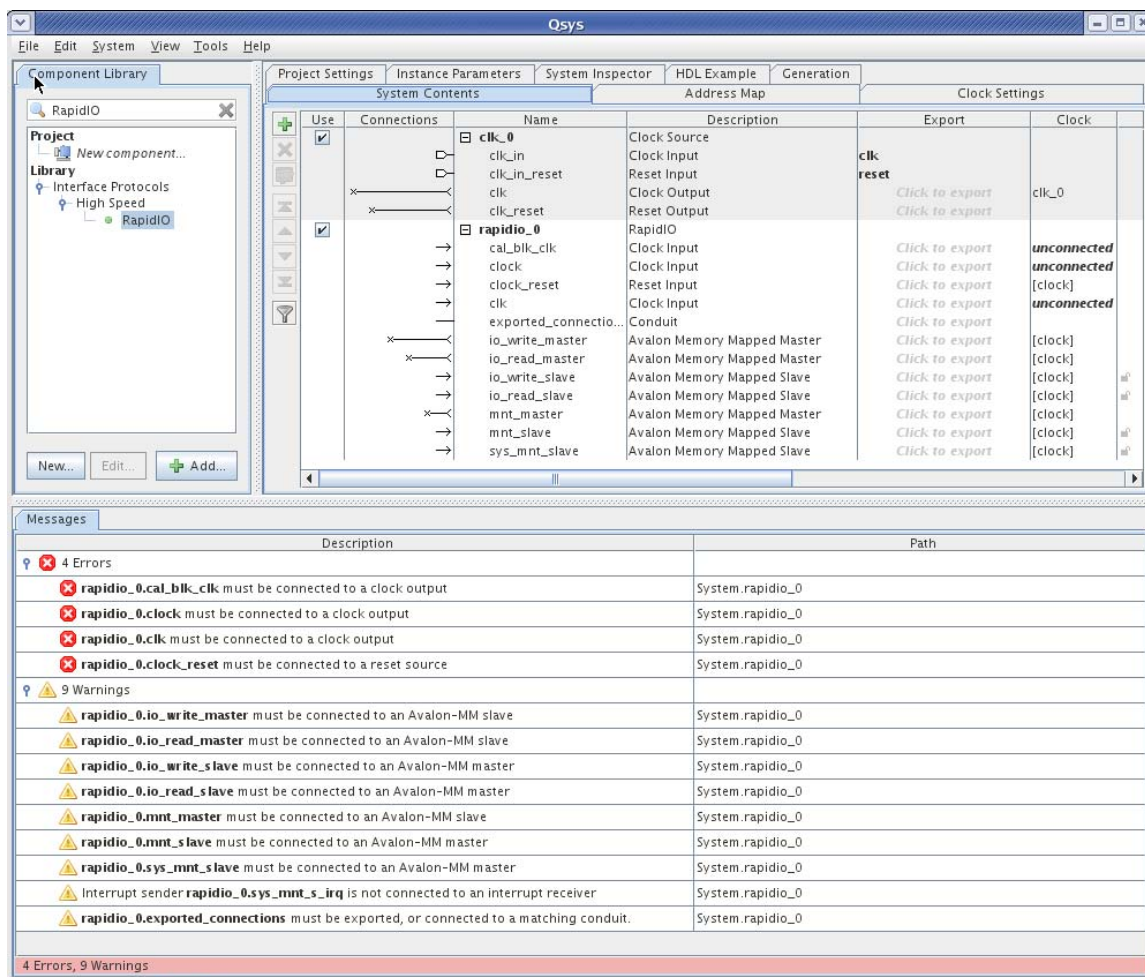 Qsys
File Edit System View Tools Help
Component Library
RapidIO
Project
New component...
Library
Interface Protocols
High Speed
RapidIO
New... Edit... Add...
Project Settings Instance Parameters System Inspector HDL Example Generation
System Contents Address Map Clock Settings
Use Connections Name Description Export Clock
clk_0 Clock Source
clk_in Clock Input clk
clk_in_reset Reset Input reset
clk Clock Output Click to export clk_0
clk_reset Reset Output Click to export
rapidio_0 RapidIO
cal_blk_clk Clock Input Click to export unconnected
clock Clock Input Click to export unconnected
clock_reset Reset Input Click to export [clock]
clk Clock Input Click to export unconnected
exported_connectio... Conduit Click to export
io_write_master Avalon Memory Mapped Master Click to export [clock]
io_read_master Avalon Memory Mapped Master Click to export [clock]
io_write_slave Avalon Memory Mapped Slave Click to export [clock]
io_read_slave Avalon Memory Mapped Slave Click to export [clock]
mnt_master Avalon Memory Mapped Master Click to export [clock]
mnt_slave Avalon Memory Mapped Slave Click to export [clock]
sys_mnt_slave Avalon Memory Mapped Slave Click to export [clock]
Messages
Description Path
4 Errors
rapidio_0.cal_blk_clk must be connected to a clock output System.rapidio_0
rapidio_0.clock must be connected to a clock output System.rapidio_0
rapidio_0.clk must be connected to a clock output System.rapidio_0
rapidio_0.clock_reset must be connected to a reset source System.rapidio_0
9 Warnings
rapidio_0.io_write_master must be connected to an Avalon-MM slave System.rapidio_0
rapidio_0.io_read_master must be connected to an Avalon-MM slave System.rapidio_0
rapidio_0.io_write_slave must be connected to an Avalon-MM master System.rapidio_0
rapidio_0.io_read_slave must be connected to an Avalon-MM master System.rapidio_0
rapidio_0.mnt_master must be connected to an Avalon-MM slave System.rapidio_0
rapidio_0.mnt_slave must be connected to an Avalon-MM master System.rapidio_0
rapidio_0.sys_mnt_slave must be connected to an Avalon-MM master System.rapidio_0
Interrupt sender rapidio_0.sys_mnt_s_irq is not connected to an interrupt receiver System.rapidio_0
rapidio_0.exported_connections must be exported, or connected to a matching conduit. System.rapidio_0
4 Errors, 9 Warnings